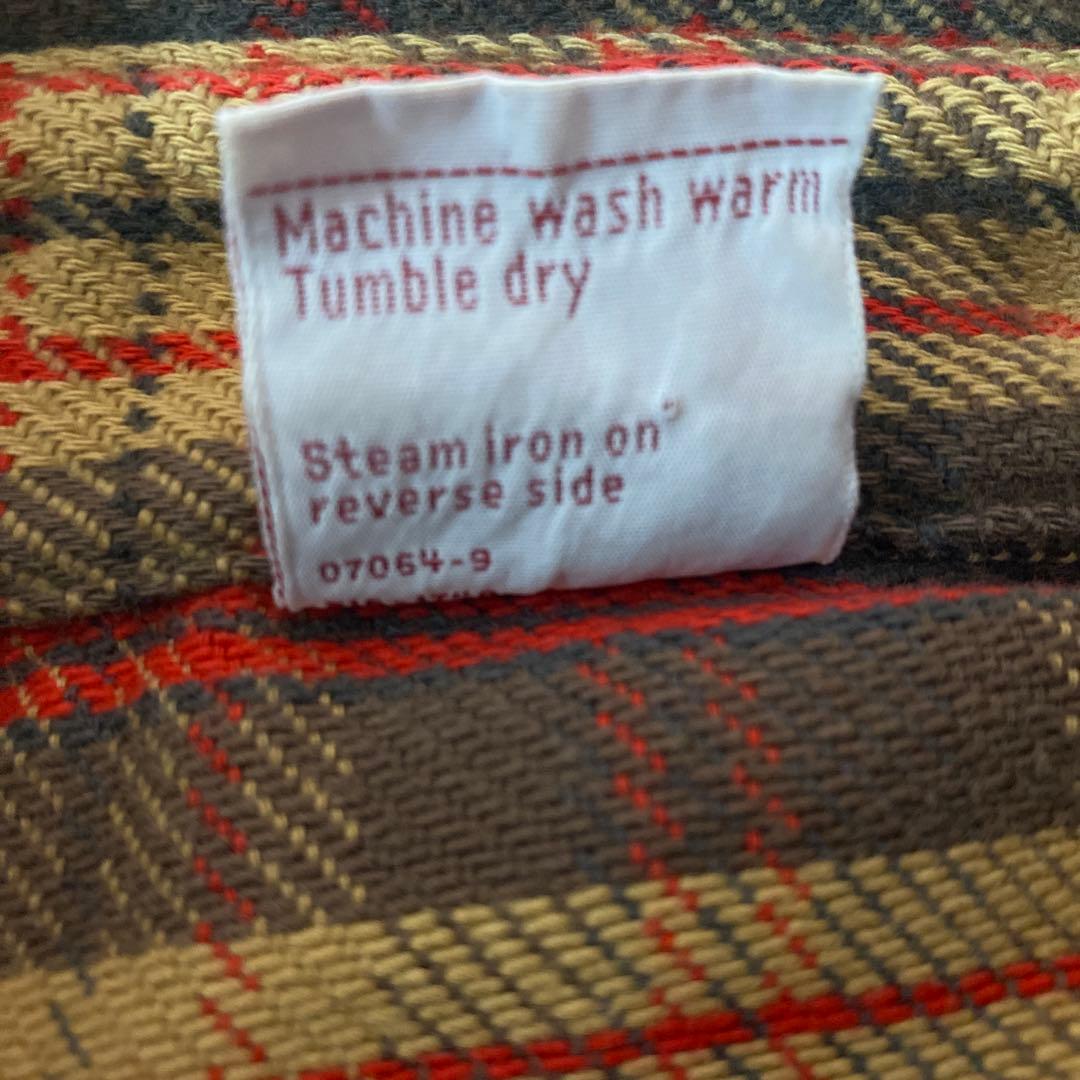 Machine wash warm
Tumble dry
Steam iron on
reverse side
07064-9